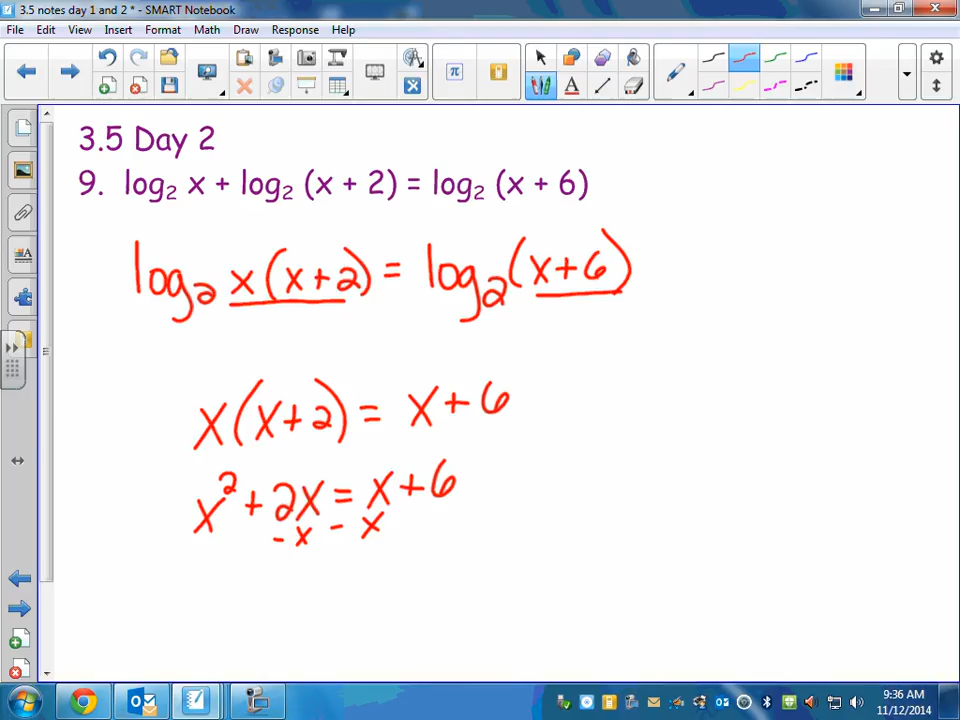 3.5 notes day 1 and 2 * - SMART Notebook
File Edit View Insert Format Math Draw Response Help
3.5 Day 2
9. log₂ x + log₂ (x + 2) = log₂ (x + 6)
log₂ x(x+2) = log₂(x+6)
x(x+2) = x+6
x² + 2x = x+6
-x - x
9:36 AM
11/12/2014